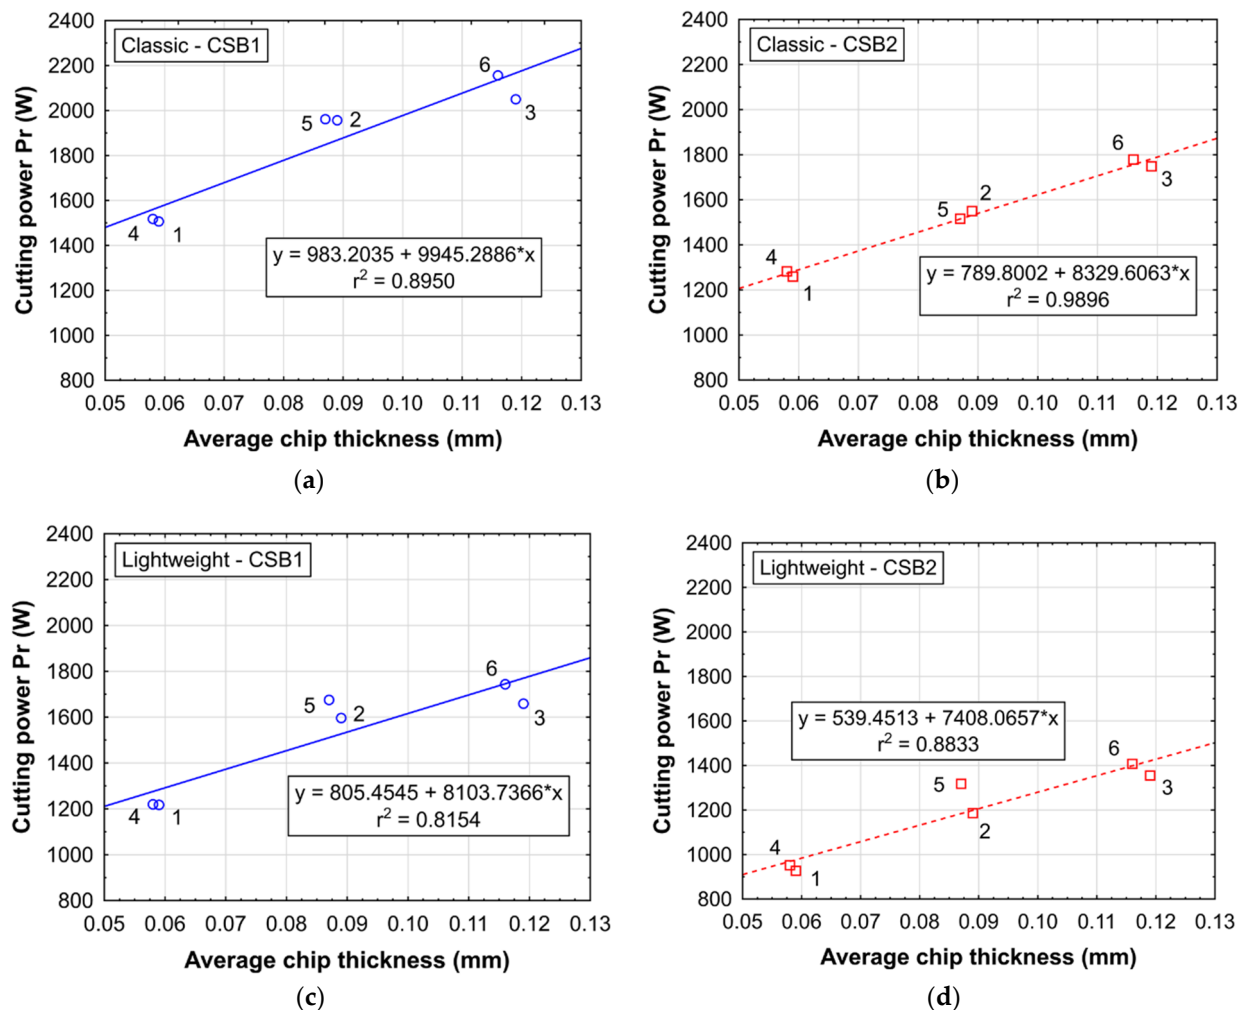 Classic - CSB1
Cutting power Pr (W)
2400
2200
2000
1800
1600
1400
1200
1000
800
6
3
5
2
4
1
y = 983.2035 + 9945.2886*x
r² = 0.8950
0.05 0.06 0.07 0.08 0.09 0.10 0.11 0.12 0.13
Average chip thickness (mm)
(a)
Classic - CSB2
Cutting power Pr (W)
2400
2200
2000
1800
1600
1400
1200
1000
800
6
3
2
5
4
1
y = 789.8002 + 8329.6063*x
r² = 0.9896
0.05 0.06 0.07 0.08 0.09 0.10 0.11 0.12 0.13
Average chip thickness (mm)
(b)
Lightweight - CSB1
Cutting power Pr (W)
2400
2200
2000
1800
1600
1400
1200
1000
800
6
3
5
2
4
1
y = 805.4545 + 8103.7366*x
r² = 0.8154
0.05 0.06 0.07 0.08 0.09 0.10 0.11 0.12 0.13
Average chip thickness (mm)
(c)
Lightweight - CSB2
Cutting power Pr (W)
2400
2200
2000
1800
1600
1400
1200
1000
800
y = 539.4513 + 7408.0657*x
r² = 0.8833
6
3
5
2
4
1
0.05 0.06 0.07 0.08 0.09 0.10 0.11 0.12 0.13
Average chip thickness (mm)
(d)